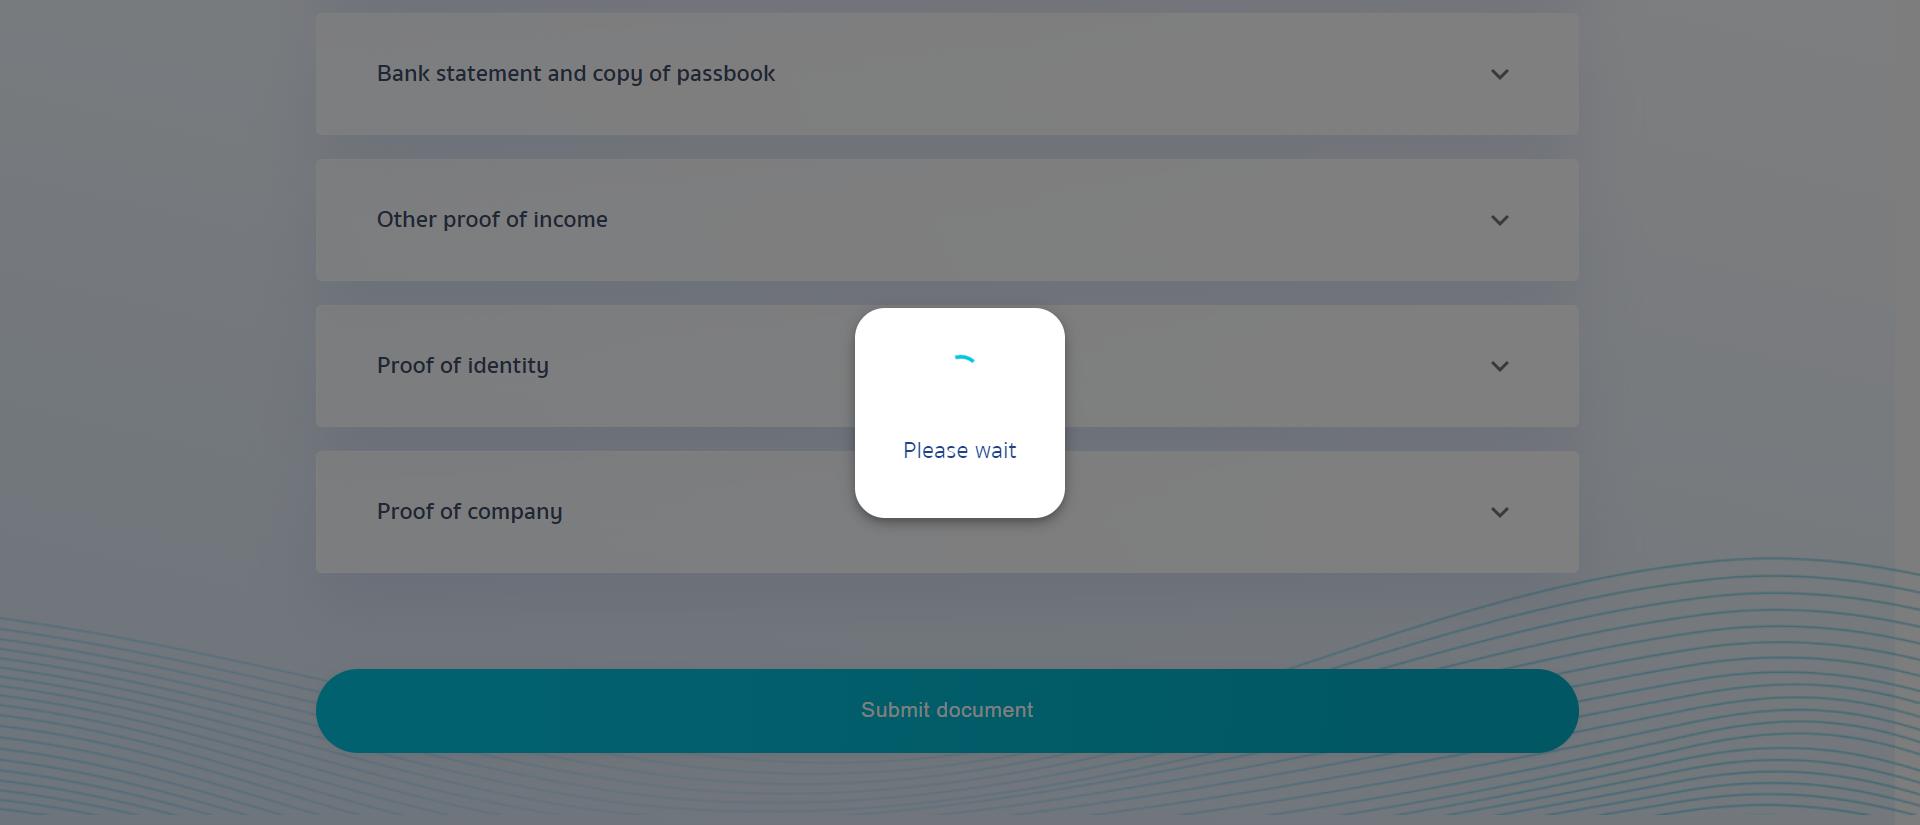 Bank statement and copy of passbook
Other proof of income
Proof of identity
Please wait
Proof of company
Submit document